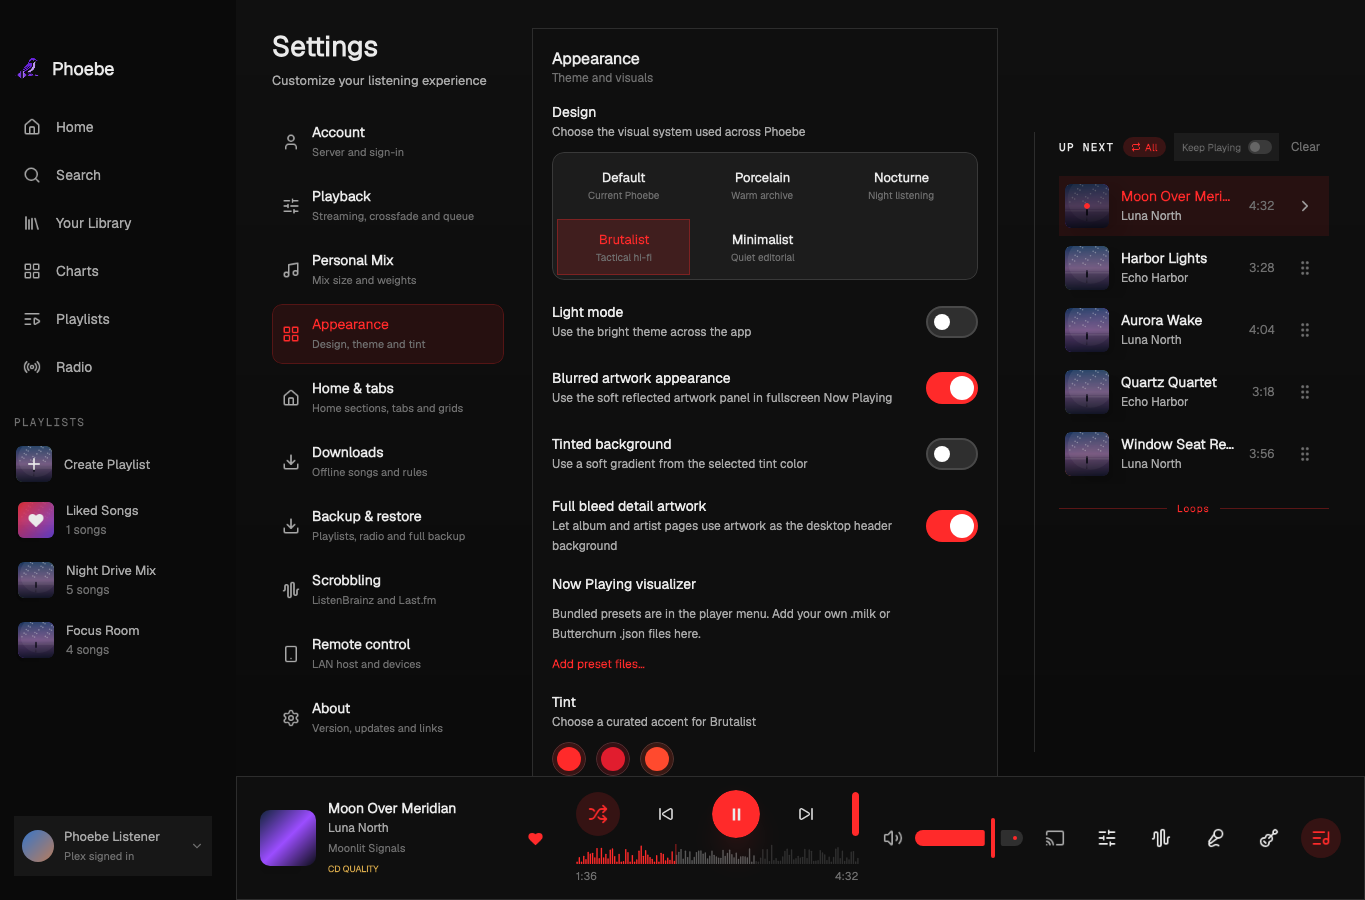 Phoebe
Home
Search
Your Library
Charts
Playlists
Radio
PLAYLISTS
Create Playlist
Liked Songs
1 songs
Night Drive Mix
5 songs
Focus Room
4 songs
Phoebe Listener
Plex signed in
Settings
Customize your listening experience
Account
Server and sign-in
Playback
Streaming, crossfade and queue
Personal Mix
Mix size and weights
Appearance
Design, theme and tint
Home & tabs
Home sections, tabs and grids
Downloads
Offline songs and rules
Backup & restore
Playlists, radio and full backup
Scrobbling
ListenBrainz and Last.fm
Remote control
LAN host and devices
About
Version, updates and links
Appearance
Theme and visuals
Design
Choose the visual system used across Phoebe
Default
Current Phoebe
Porcelain
Warm archive
Nocturne
Night listening
Brutalist
Tactical hi-fi
Minimalist
Quiet editorial
Light mode
Use the bright theme across the app
Blurred artwork appearance
Use the soft reflected artwork panel in fullscreen Now Playing
Tinted background
Use a soft gradient from the selected tint color
Full bleed detail artwork
Let album and artist pages use artwork as the desktop header
background
Now Playing visualizer
Bundled presets are in the player menu. Add your own .milk or
Butterchurn .json files here.
Add preset files…
Tint
Choose a curated accent for Brutalist
UP NEXT
All
Keep Playing
Clear
Moon Over Meri…
Luna North
4:32
Harbor Lights
Echo Harbor
3:28
Aurora Wake
Luna North
4:04
Quartz Quartet
Echo Harbor
3:18
Window Seat Re…
Luna North
3:56
Loops
Moon Over Meridian
Luna North
Moonlit Signals
CD QUALITY
1:36
4:32